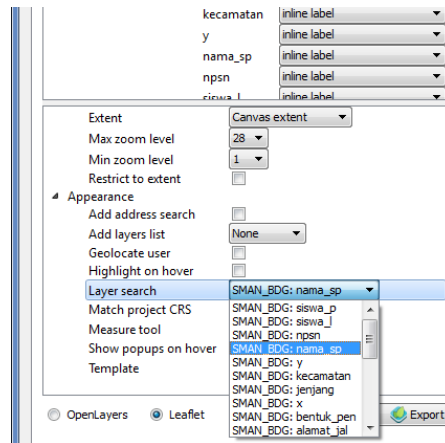 kecamatan inline label
y inline label
nama_sp inline label
npsn inline label
siswa_l inline label
Extent Canvas extent
Max zoom level 28
Min zoom level 1
Restrict to extent
Appearance
Add address search
Add layers list None
Geolocate user
Highlight on hover
Layer search SMAN_BDG: nama_sp
Match project CRS SMAN_BDG: siswa_p
SMAN_BDG: siswa_l
Measure tool SMAN_BDG: npsn
Show popups on hover SMAN_BDG: nama_sp
SMAN_BDG: y
Template SMAN_BDG: kecamatan
SMAN_BDG: jenjang
SMAN_BDG: x
OpenLayers Leaflet SMAN_BDG: bentuk_pen Export
SMAN_BDG: alamat_jal